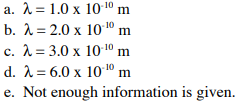 a. λ = 1.0 x 10⁻¹⁰ m
b. λ = 2.0 x 10⁻¹⁰ m
c. λ = 3.0 x 10⁻¹⁰ m
d. λ = 6.0 x 10⁻¹⁰ m
e. Not enough information is given.